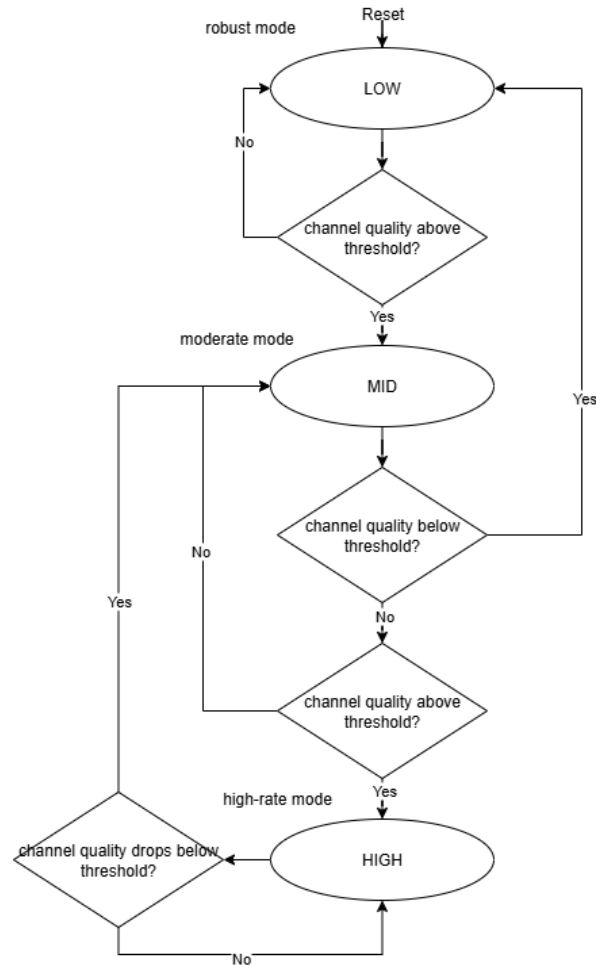 Reset
robust mode
LOW
No
channel quality above
threshold?
Yes
moderate mode
MID
Yes
channel quality below
threshold?
No
Yes
No
channel quality above
threshold?
Yes
high-rate mode
channel quality drops below
threshold?
HIGH
No